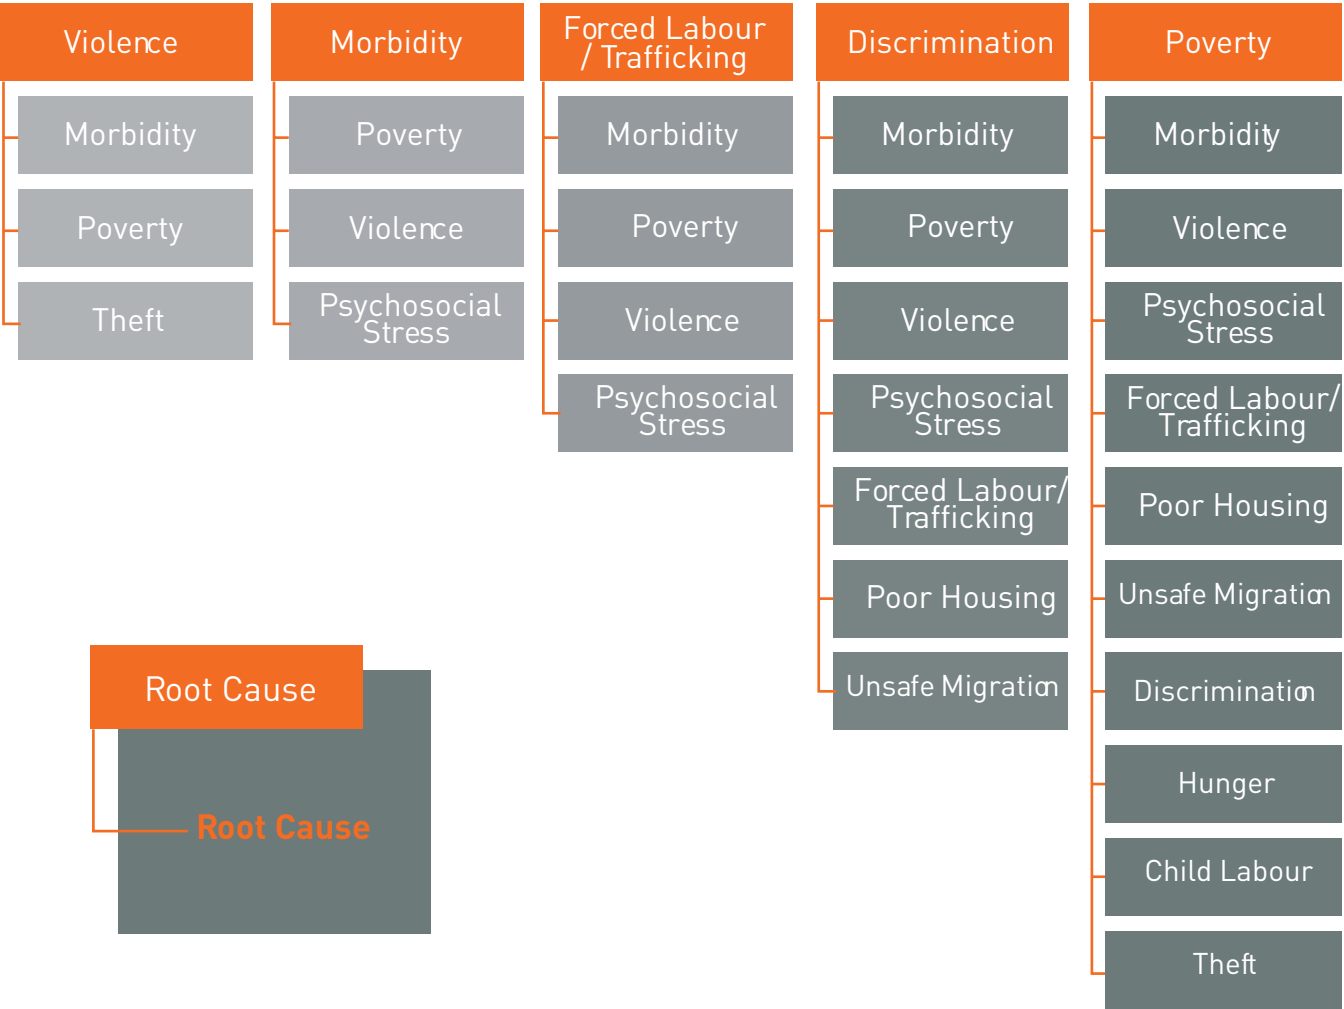 Violence
Morbidity
Poverty
Theft
Morbidity
Poverty
Violence
Psychosocial
Stress
Forced Labour
/ Trafficking
Morbidity
Poverty
Violence
Psychosocial
Stress
Discrimination
Morbidity
Poverty
Violence
Psychosocial
Stress
Forced Labour/
Trafficking
Poor Housing
Unsafe Migration
Poverty
Morbidity
Violence
Psychosocial
Stress
Forced Labour/
Trafficking
Poor Housing
Unsafe Migration
Discrimination
Hunger
Child Labour
Theft
Root Cause
Root Cause